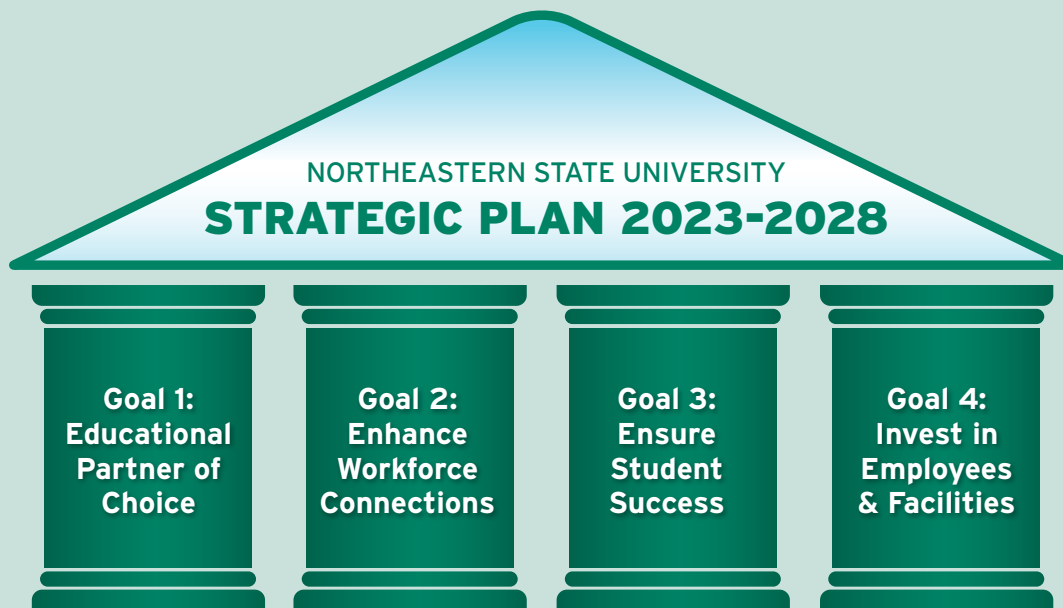 NORTHEASTERN STATE UNIVERSITY
STRATEGIC PLAN 2023-2028
Goal 1:
Educational
Partner of
Choice
Goal 2:
Enhance
Workforce
Connections
Goal 3:
Ensure
Student
Success
Goal 4:
Invest in
Employees
& Facilities